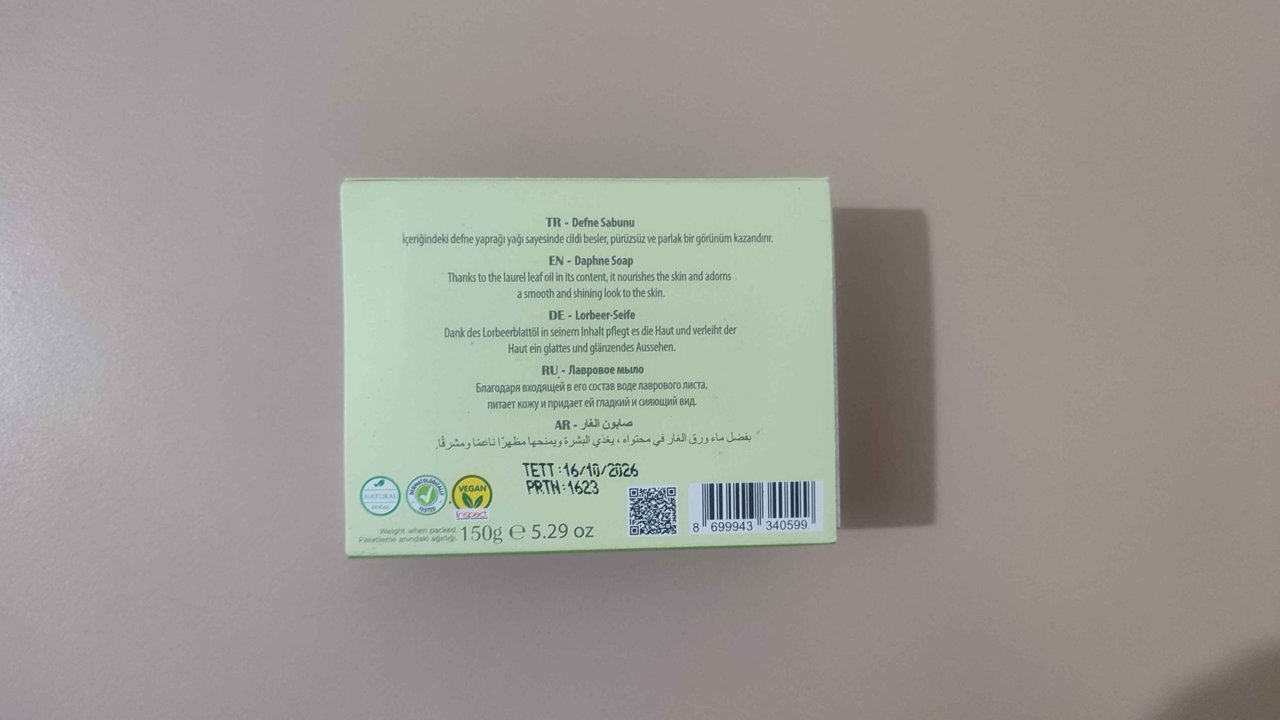 TR - Defne Sabunu
İçeriğindeki defne yaprağı yağı sayesinde cildi besler, pürüzsüz ve parlak bir görünüm kazandırır.
EN - Daphne Soap
Thanks to the laurel leaf oil in its content, it nourishes the skin and adorns
a smooth and shining look to the skin.
DE - Lorbeer-Seife
Dank des Lorbeerblattöl in seinem Inhalt pflegt es die Haut und verleiht der
Haut ein glattes und glänzendes Aussehen.
RU - Лавровое мыло
Благодаря входящей в его состав воде лаврового листа,
питает кожу и придает ей гладкий и сияющий вид.
AR - صابون الغار
بفضل ماء ورق الغار في محتواه ، يغذي البشرة ويمنحها مظهرًا ناعمًا ومشرقًا.
TETT :16/10/2026
PRTN :1623
NATURAL
DOĞAL
DERMATOLOGICALLY
TESTED
VEGAN
Inspect
Weight when packed.
Paketleme anındaki ağırlığı.
150g ℮ 5.29 oz
8 699943 340599